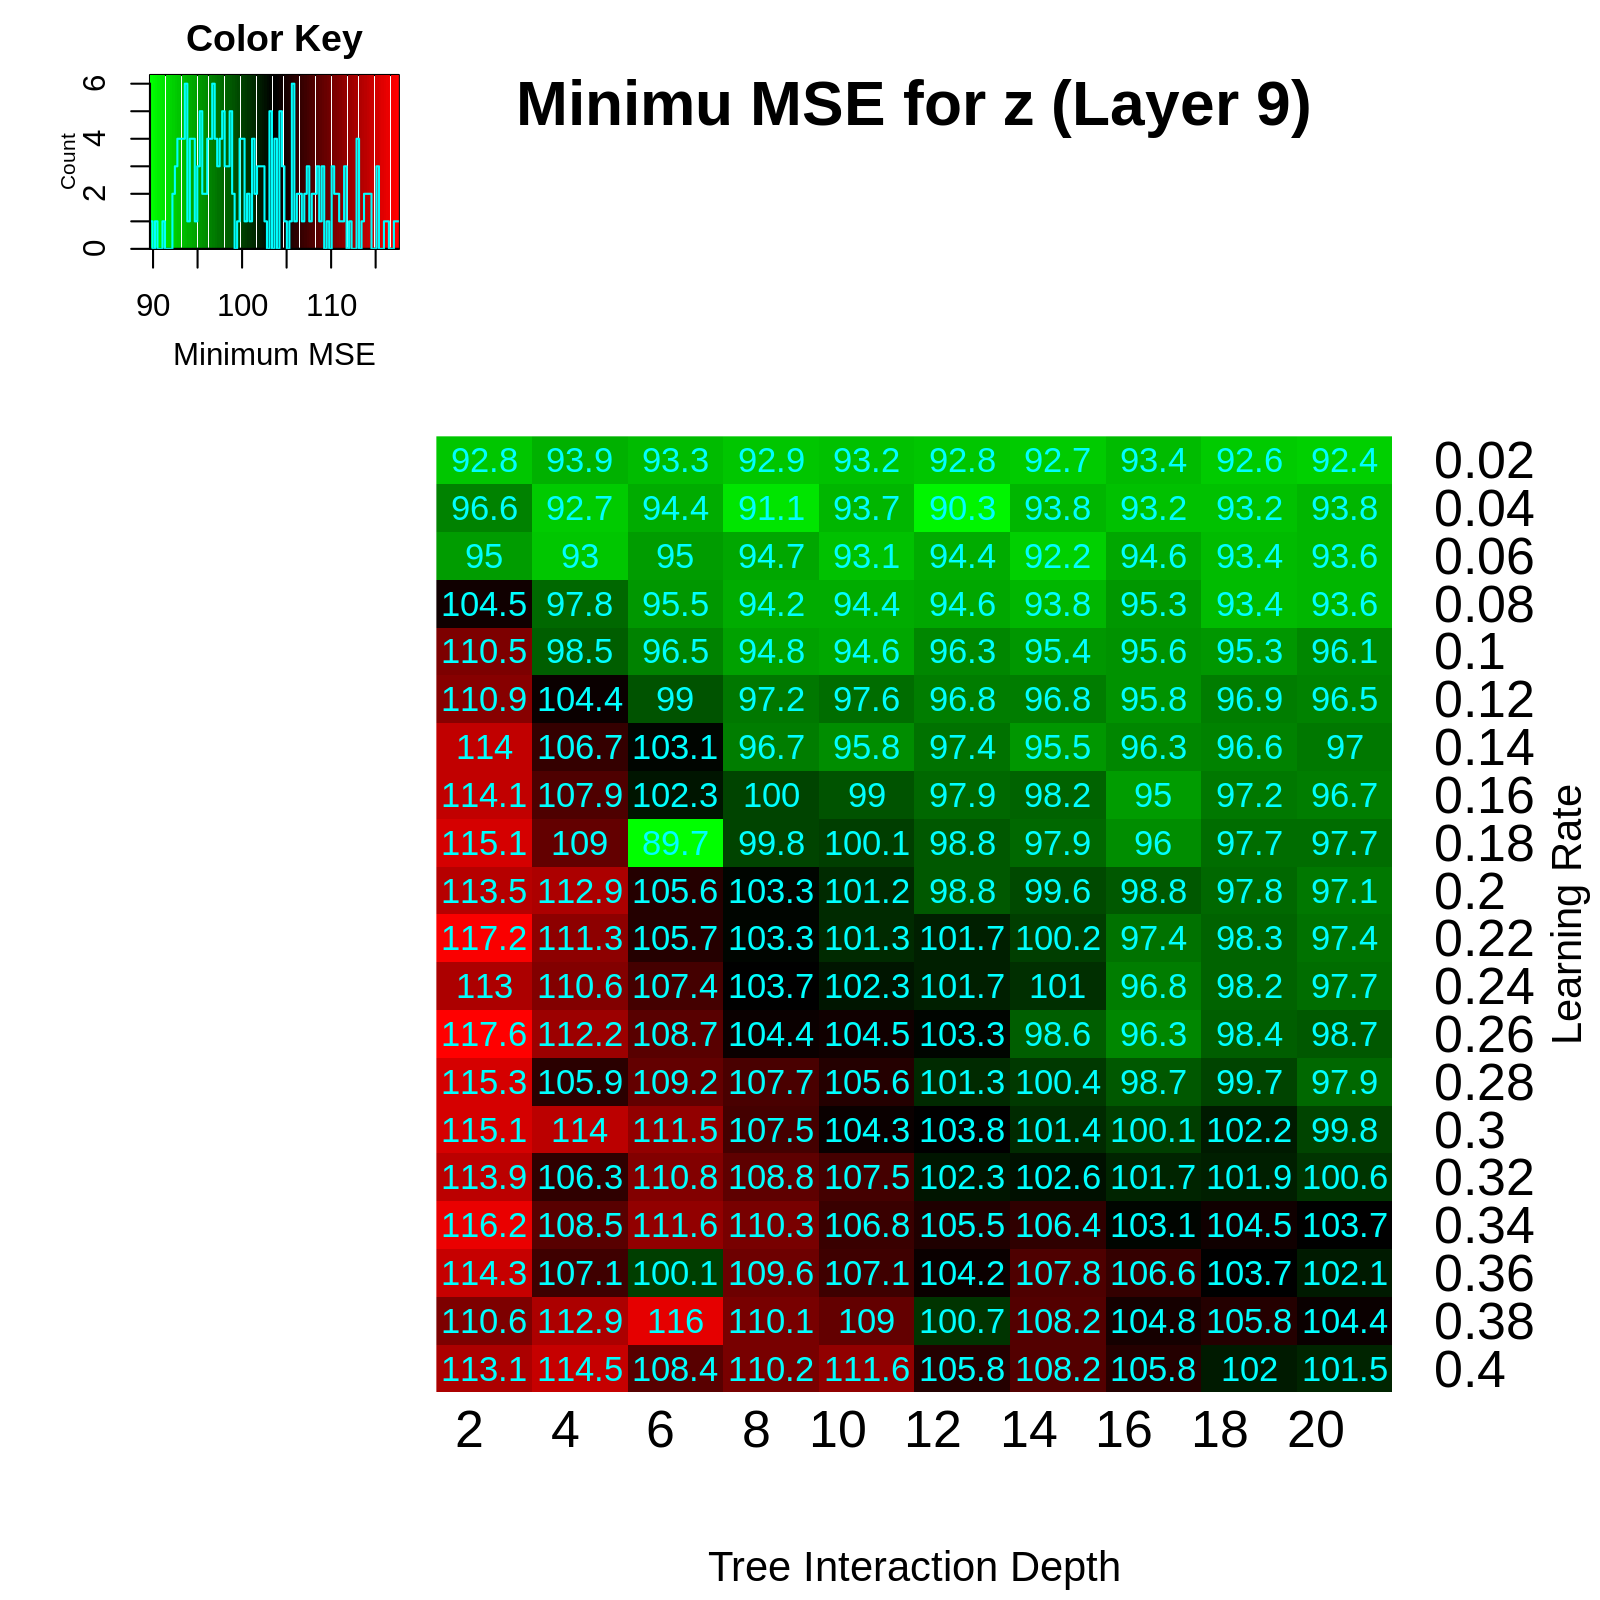 Color Key
Minimu MSE for z (Layer 9)
Count
0 2 4 6
90 100 110
Minimum MSE
92.8 93.9 93.3 92.9 93.2 92.8 92.7 93.4 92.6 92.4 0.02
96.6 92.7 94.4 91.1 93.7 90.3 93.8 93.2 93.2 93.8 0.04
95 93 95 94.7 93.1 94.4 92.2 94.6 93.4 93.6 0.06
104.5 97.8 95.5 94.2 94.4 94.6 93.8 95.3 93.4 93.6 0.08
110.5 98.5 96.5 94.8 94.6 96.3 95.4 95.6 95.3 96.1 0.1
110.9 104.4 99 97.2 97.6 96.8 96.8 95.8 96.9 96.5 0.12
114 106.7 103.1 96.7 95.8 97.4 95.5 96.3 96.6 97 0.14
114.1 107.9 102.3 100 99 97.9 98.2 95 97.2 96.7 0.16
115.1 109 89.7 99.8 100.1 98.8 97.9 96 97.7 97.7 0.18
113.5 112.9 105.6 103.3 101.2 98.8 99.6 98.8 97.8 97.1 0.2
117.2 111.3 105.7 103.3 101.3 101.7 100.2 97.4 98.3 97.4 0.22
113 110.6 107.4 103.7 102.3 101.7 101 96.8 98.2 97.7 0.24
117.6 112.2 108.7 104.4 104.5 103.3 98.6 96.3 98.4 98.7 0.26
115.3 105.9 109.2 107.7 105.6 101.3 100.4 98.7 99.7 97.9 0.28
115.1 114 111.5 107.5 104.3 103.8 101.4 100.1 102.2 99.8 0.3
113.9 106.3 110.8 108.8 107.5 102.3 102.6 101.7 101.9 100.6 0.32
116.2 108.5 111.6 110.3 106.8 105.5 106.4 103.1 104.5 103.7 0.34
114.3 107.1 100.1 109.6 107.1 104.2 107.8 106.6 103.7 102.1 0.36
110.6 112.9 116 110.1 109 100.7 108.2 104.8 105.8 104.4 0.38
113.1 114.5 108.4 110.2 111.6 105.8 108.2 105.8 102 101.5 0.4
Learning Rate
2 4 6 8 10 12 14 16 18 20
Tree Interaction Depth